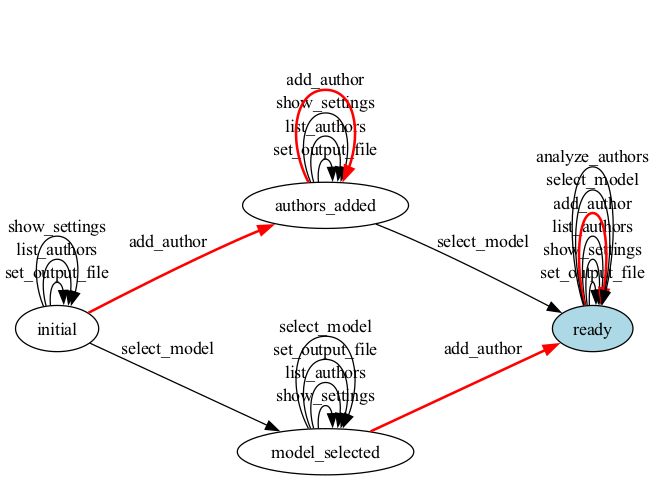 add_author
show_settings
list_authors
set_output_file
authors_added
analyze_authors
select_model
add_author
list_authors
show_settings
set_output_file
ready
show_settings
list_authors
set_output_file
initial
add_author
select_model
select_model
select_model
set_output_file
list_authors
show_settings
model_selected
add_author